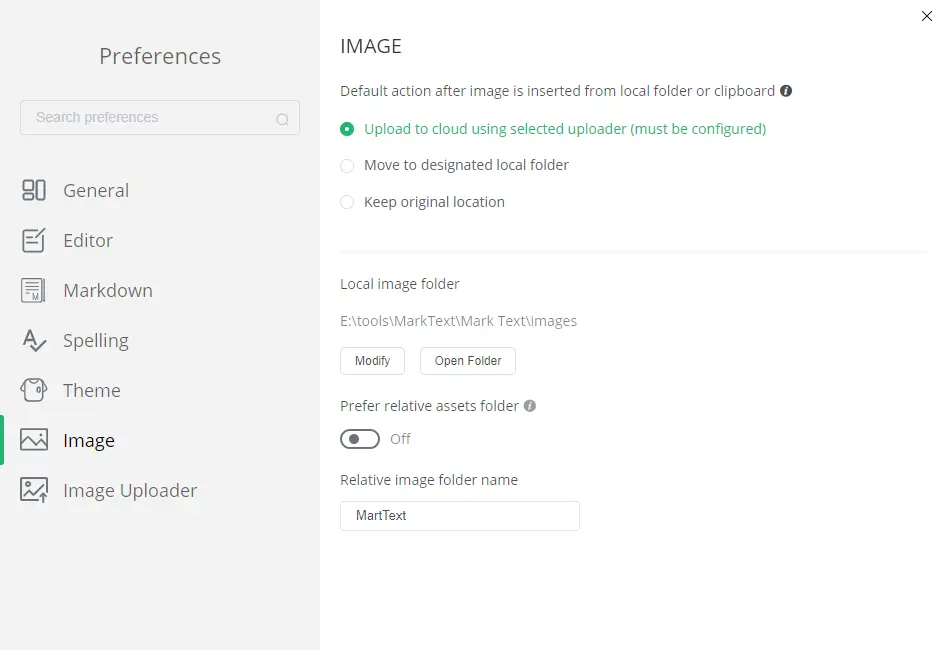 Preferences
Search preferences
General
Editor
Markdown
Spelling
Theme
Image
Image Uploader
IMAGE
Default action after image is inserted from local folder or clipboard
Upload to cloud using selected uploader (must be configured)
Move to designated local folder
Keep original location
Local image folder
E:\tools\MarkText\Mark Text\images
Modify Open Folder
Prefer relative assets folder
Off
Relative image folder name
MartText